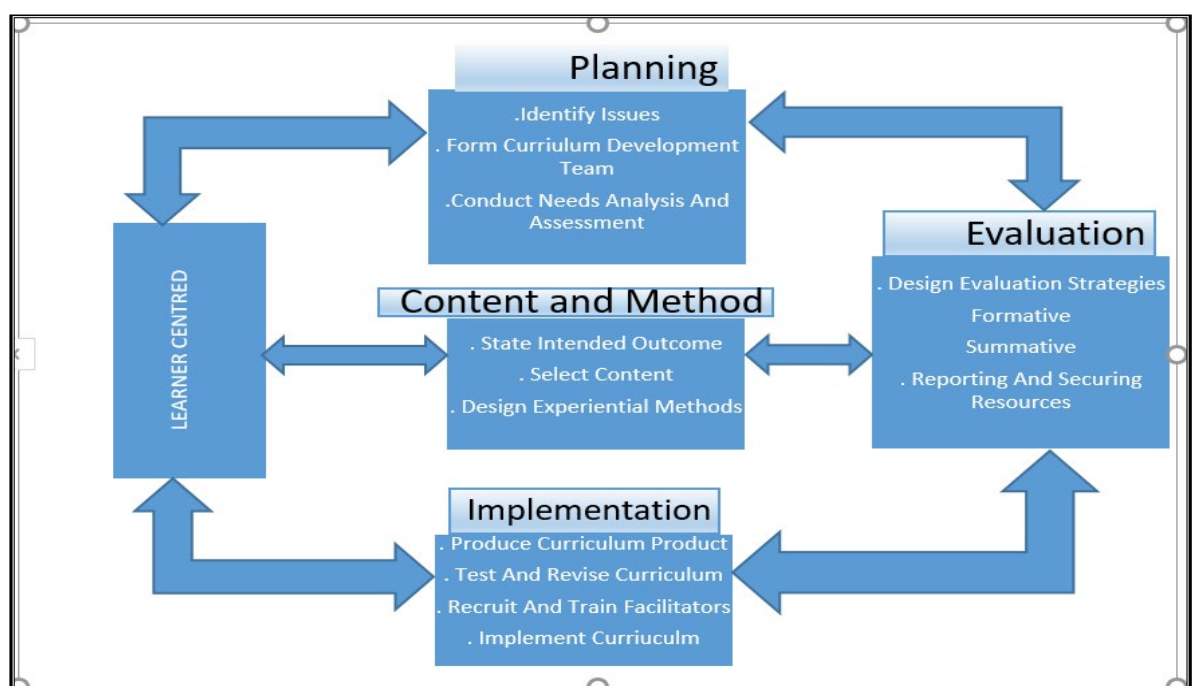 Planning
.Identify Issues
. Form Curriulum Development
Team
.Conduct Needs Analysis And
Assessment
LEARNER CENTRED
Content and Method
. State Intended Outcome
. Select Content
. Design Experiential Methods
Evaluation
. Design Evaluation Strategies
Formative
Summative
. Reporting And Securing
Resources
Implementation
. Produce Curriculum Product
. Test And Revise Curriculum
. Recruit And Train Facilitators
. Implement Curriuculm